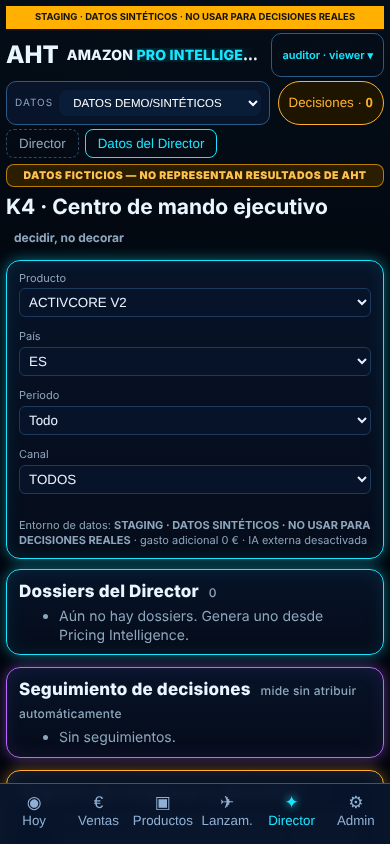 STAGING · DATOS SINTÉTICOS · NO USAR PARA DECISIONES REALES
AHT AMAZON PRO INTELLIGE...
auditor · viewer ▾
DATOS DATOS DEMO/SINTÉTICOS
Decisiones · 0
Director Datos del Director
DATOS FICTICIOS — NO REPRESENTAN RESULTADOS DE AHT
K4 · Centro de mando ejecutivo
decidir, no decorar
Producto
ACTIVCORE V2
País
ES
Periodo
Todo
Canal
TODOS
Entorno de datos: STAGING · DATOS SINTÉTICOS · NO USAR PARA
DECISIONES REALES · gasto adicional 0 € · IA externa desactivada
Dossiers del Director 0
• Aún no hay dossiers. Genera uno desde
Pricing Intelligence.
Seguimiento de decisiones mide sin atribuir
automáticamente
• Sin seguimientos.
Hoy € Ventas Productos Lanzam. Director Admin